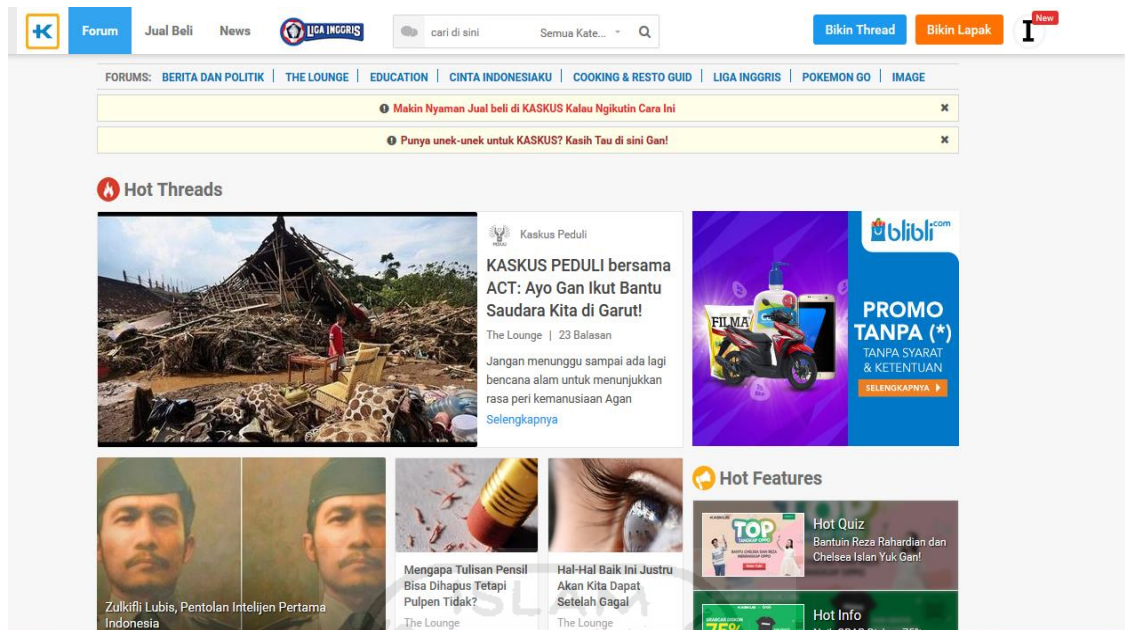 Forum Jual Beli News LIGA INGGRIS cari di sini Semua Kate... Bikin Thread Bikin Lapak New
FORUMS: BERITA DAN POLITIK THE LOUNGE EDUCATION CINTA INDONESIAKU COOKING & RESTO GUID LIGA INGGRIS POKEMON GO IMAGE
Makin Nyaman Jual beli di KASKUS Kalau Ngikutin Cara Ini
Punya unek-unek untuk KASKUS? Kasih Tau di sini Gan!
Hot Threads
Kaskus Peduli
KASKUS PEDULI bersama
ACT: Ayo Gan Ikut Bantu
Saudara Kita di Garut!
The Lounge | 23 Balasan
Jangan menunggu sampai ada lagi
bencana alam untuk menunjukkan
rasa peri kemanusiaan Agan
Selengkapnya
blibli.com
FILMA
PROMO
TANPA (*)
TANPA SYARAT
& KETENTUAN
SELENGKAPNYA
Zulkifli Lubis, Pentolan Intelijen Pertama
Indonesia
Mengapa Tulisan Pensil
Bisa Dihapus Tetapi
Pulpen Tidak?
The Lounge
Hal-Hal Baik Ini Justru
Akan Kita Dapat
Setelah Gagal
The Lounge
ISLAM
Hot Features
TOP
Hot Quiz
Bantuin Reza Rahardian dan
Chelsea Islan Yuk Gan!
75%
Hot Info